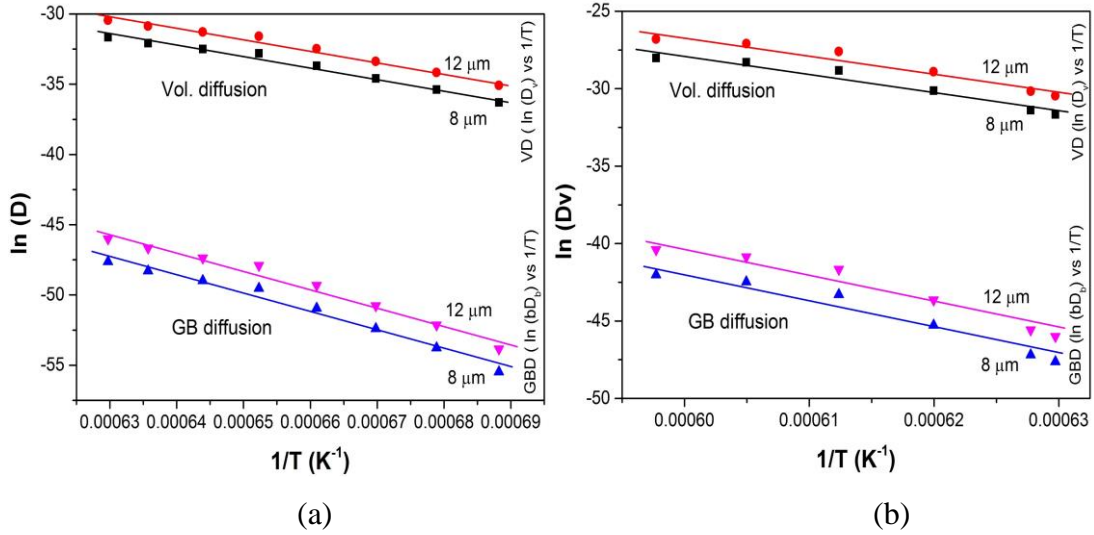 -30
-35
-40
-45
-50
-55
ln (D)
12 μm
Vol. diffusion
8 μm
12 μm
GB diffusion
8 μm
VD ( ln (Dv) vs 1/T)
GBD ( ln (bDb) vs 1/T)
0.00063 0.00064 0.00065 0.00066 0.00067 0.00068 0.00069
1/T (K-1)
(a)
-25
-30
-35
-40
-45
-50
ln (Dv)
12 μm
Vol. diffusion
8 μm
12 μm
GB diffusion
8 μm
VD (ln (Dv) vs 1/T)
GBD (ln (bDb) vs 1/T)
0.00060 0.00061 0.00062 0.00063
1/T (K-1)
(b)